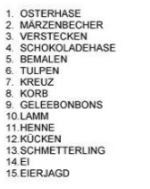 1. OSTERHASE
2. MÄRZENBECHER
3. VERSTECKEN
4. SCHOKOLADEHASE
5. BEMALEN
6. TULPEN
7. KREUZ
8. KORB
9. GELEEBONBONS
10.LAMM
11.HENNE
12.KÜCKEN
13.SCHMETTERLING
14.EI
15.EIERJAGD